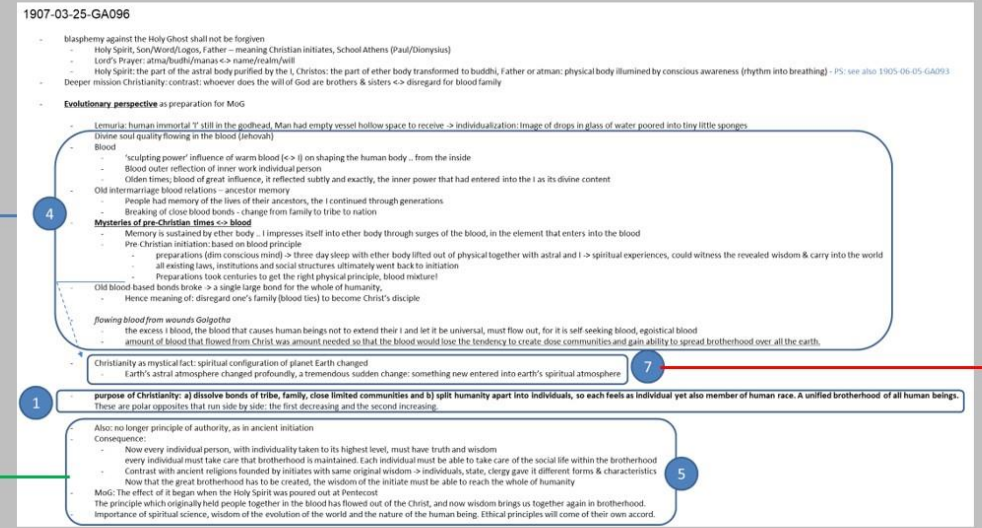 1907-03-25-GA096
- blasphemy against the Holy Ghost shall not be forgiven
- Holy Spirit, Son/Word/Logos, Father – meaning Christian initiates, School Athens (Paul/Dionysius)
- Lord's Prayer: atma/budhi/manas <-> name/realm/will
- Holy Spirit: the part of the astral body purified by the I, Christos: the part of ether body transformed to buddhi, Father or atman: physical body illumined by conscious awareness (rhythm into breathing) - PS: see also 1905-06-05-GA093
- Deeper mission Christianity: contrast: whoever does the will of God are brothers & sisters <-> disregard for blood family
- Evolutionary perspective as preparation for MoG
- Lemuria: human immortal 'I' still in the godhead, Man had empty vessel hollow space to receive -> individualization: Image of drops in glass of water poored into tiny little sponges
- Divine soul quality flowing in the blood (Jehovah)
- Blood
- 'sculpting power' influence of warm blood (<-> I) on shaping the human body .. from the inside
- Blood outer reflection of inner work individual person
- Olden times; blood of great influence, it reflected subtly and exactly, the inner power that had entered into the I as its divine content
- Old intermarriage blood relations – ancestor memory
- People had memory of the lives of their ancestors, the I continued through generations
- Breaking of close blood bonds - change from family to tribe to nation
4
- Mysteries of pre-Christian times <-> blood
- Memory is sustained by ether body .. I impresses itself into ether body through surges of the blood, in the element that enters into the blood
- Pre Christian initiation: based on blood principle
- preparations (dim conscious mind) -> three day sleep with ether body lifted out of physical together with astral and I -> spiritual experiences, could witness the revealed wisdom & carry into the world
- all existing laws, institutions and social structures ultimately went back to initiation
- Preparations took centuries to get the right physical principle, blood mixture!
- Old blood-based bonds broke -> a single large bond for the whole of humanity,
- Hence meaning of: disregard one's family (blood ties) to become Christ's disciple
- flowing blood from wounds Golgotha
- the excess I blood, the blood that causes human beings not to extend their I and let it be universal, must flow out, for it is self-seeking blood, egoistical blood
- amount of blood that flowed from Christ was amount needed so that the blood would lose the tendency to create dose communities and gain ability to spread brotherhood over all the earth.
- Christianity as mystical fact: spiritual configuration of planet Earth changed
- Earth's astral atmosphere changed profoundly, a tremendous sudden change: something new entered into earth's spiritual atmosphere
7
1
- purpose of Christianity: a) dissolve bonds of tribe, family, close limited communities and b) split humanity apart into individuals, so each feels as individual yet also member of human race. A unified brotherhood of all human beings.
These are polar opposites that run side by side: the first decreasing and the second increasing.
- Also: no longer principle of authority, as in ancient initiation
- Consequence:
- Now every individual person, with individuality taken to its highest level, must have truth and wisdom
- every individual must take care that brotherhood is maintained. Each individual must be able to take care of the social life within the brotherhood
- Contrast with ancient religions founded by initiates with same original wisdom -> individuals, state, clergy gave it different forms & characteristics
- Now that the great brotherhood has to be created, the wisdom of the initiate must be able to reach the whole of humanity
5
- MoG: The effect of it began when the Holy Spirit was poured out at Pentecost
- The principle which originally held people together in the blood has flowed out of the Christ, and now wisdom brings us together again in brotherhood.
- Importance of spiritual science, wisdom of the evolution of the world and the nature of the human being. Ethical principles will come of their own accord.